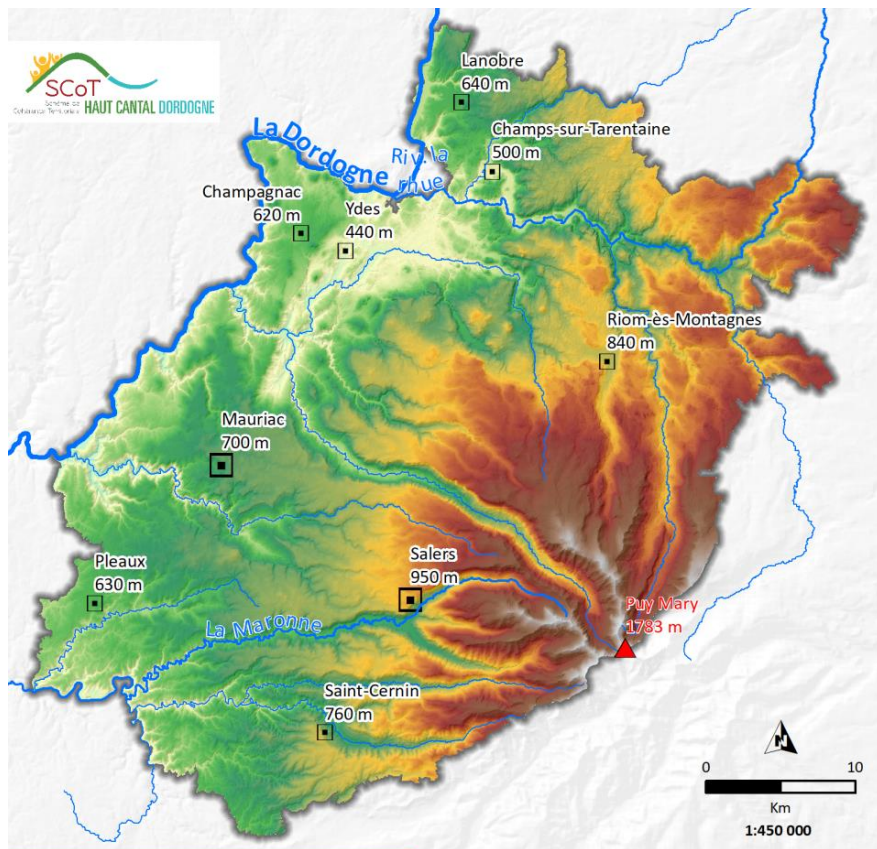 SCoT
Schéma de
Cohérence Territoriale HAUT CANTAL DORDOGNE
Lanobre
640 m
La Dordogne
Riv. la
rhue
Champs-sur-Tarentaine
500 m
Champagnac
620 m
Ydes
440 m
Riom-ès-Montagnes
840 m
Mauriac
700 m
Pleaux
630 m
Salers
950 m
La Maronne
Puy Mary
1783 m
Saint-Cernin
760 m
N
0 10
Km
1:450 000